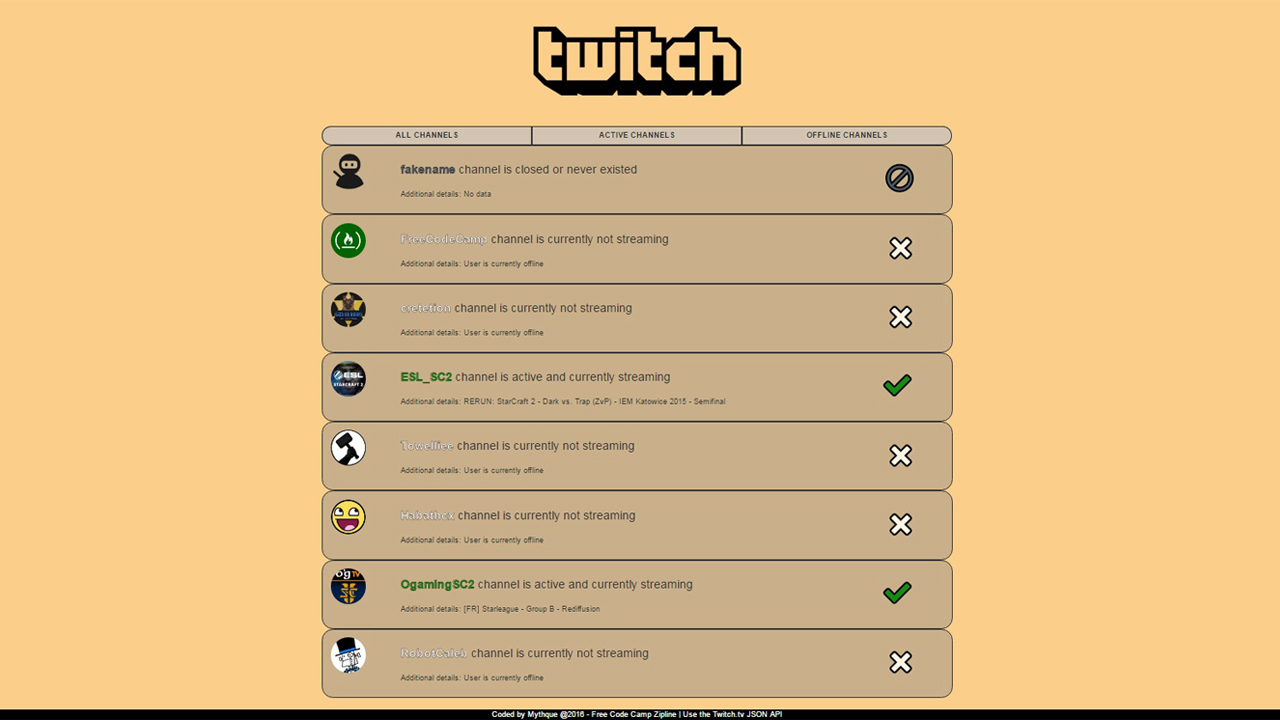 twitch
ALL CHANNELS
ACTIVE CHANNELS
OFFLINE CHANNELS
fakename channel is closed or never existed
Additional details: No data
FreeCodeCamp channel is currently not streaming
Additional details: User is currently offline
cretetion channel is currently not streaming
Additional details: User is currently offline
ESL
STARCRAFT 2
ESL_SC2 channel is active and currently streaming
Additional details: RERUN: StarCraft 2 - Dark vs. Trap (ZvP) - IEM Katowice 2015 - Semifinal
Towelliee channel is currently not streaming
Additional details: User is currently offline
Habathcx channel is currently not streaming
Additional details: User is currently offline
OgTV
OgamingSC2 channel is active and currently streaming
Additional details: [FR] Starleague - Group B - Rediffusion
RobotCaleb channel is currently not streaming
Additional details: User is currently offline
Coded by Mythque @2016 - Free Code Camp Zipline | Use the Twitch.tv JSON API